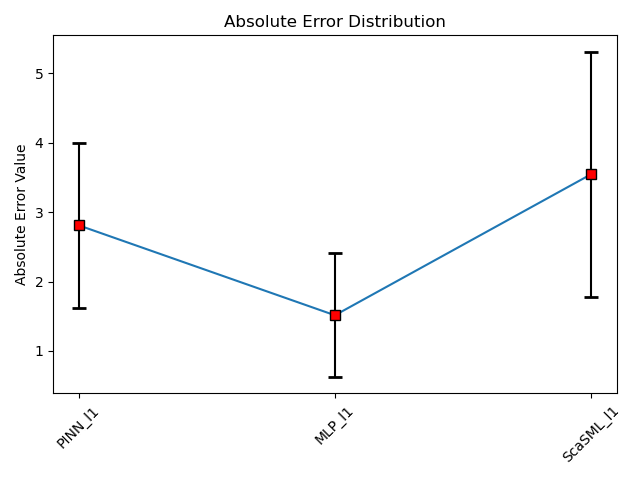 Absolute Error Distribution
Absolute Error Value
5
4
3
2
1
PINN_l1
MLP_l1
ScaSML_l1